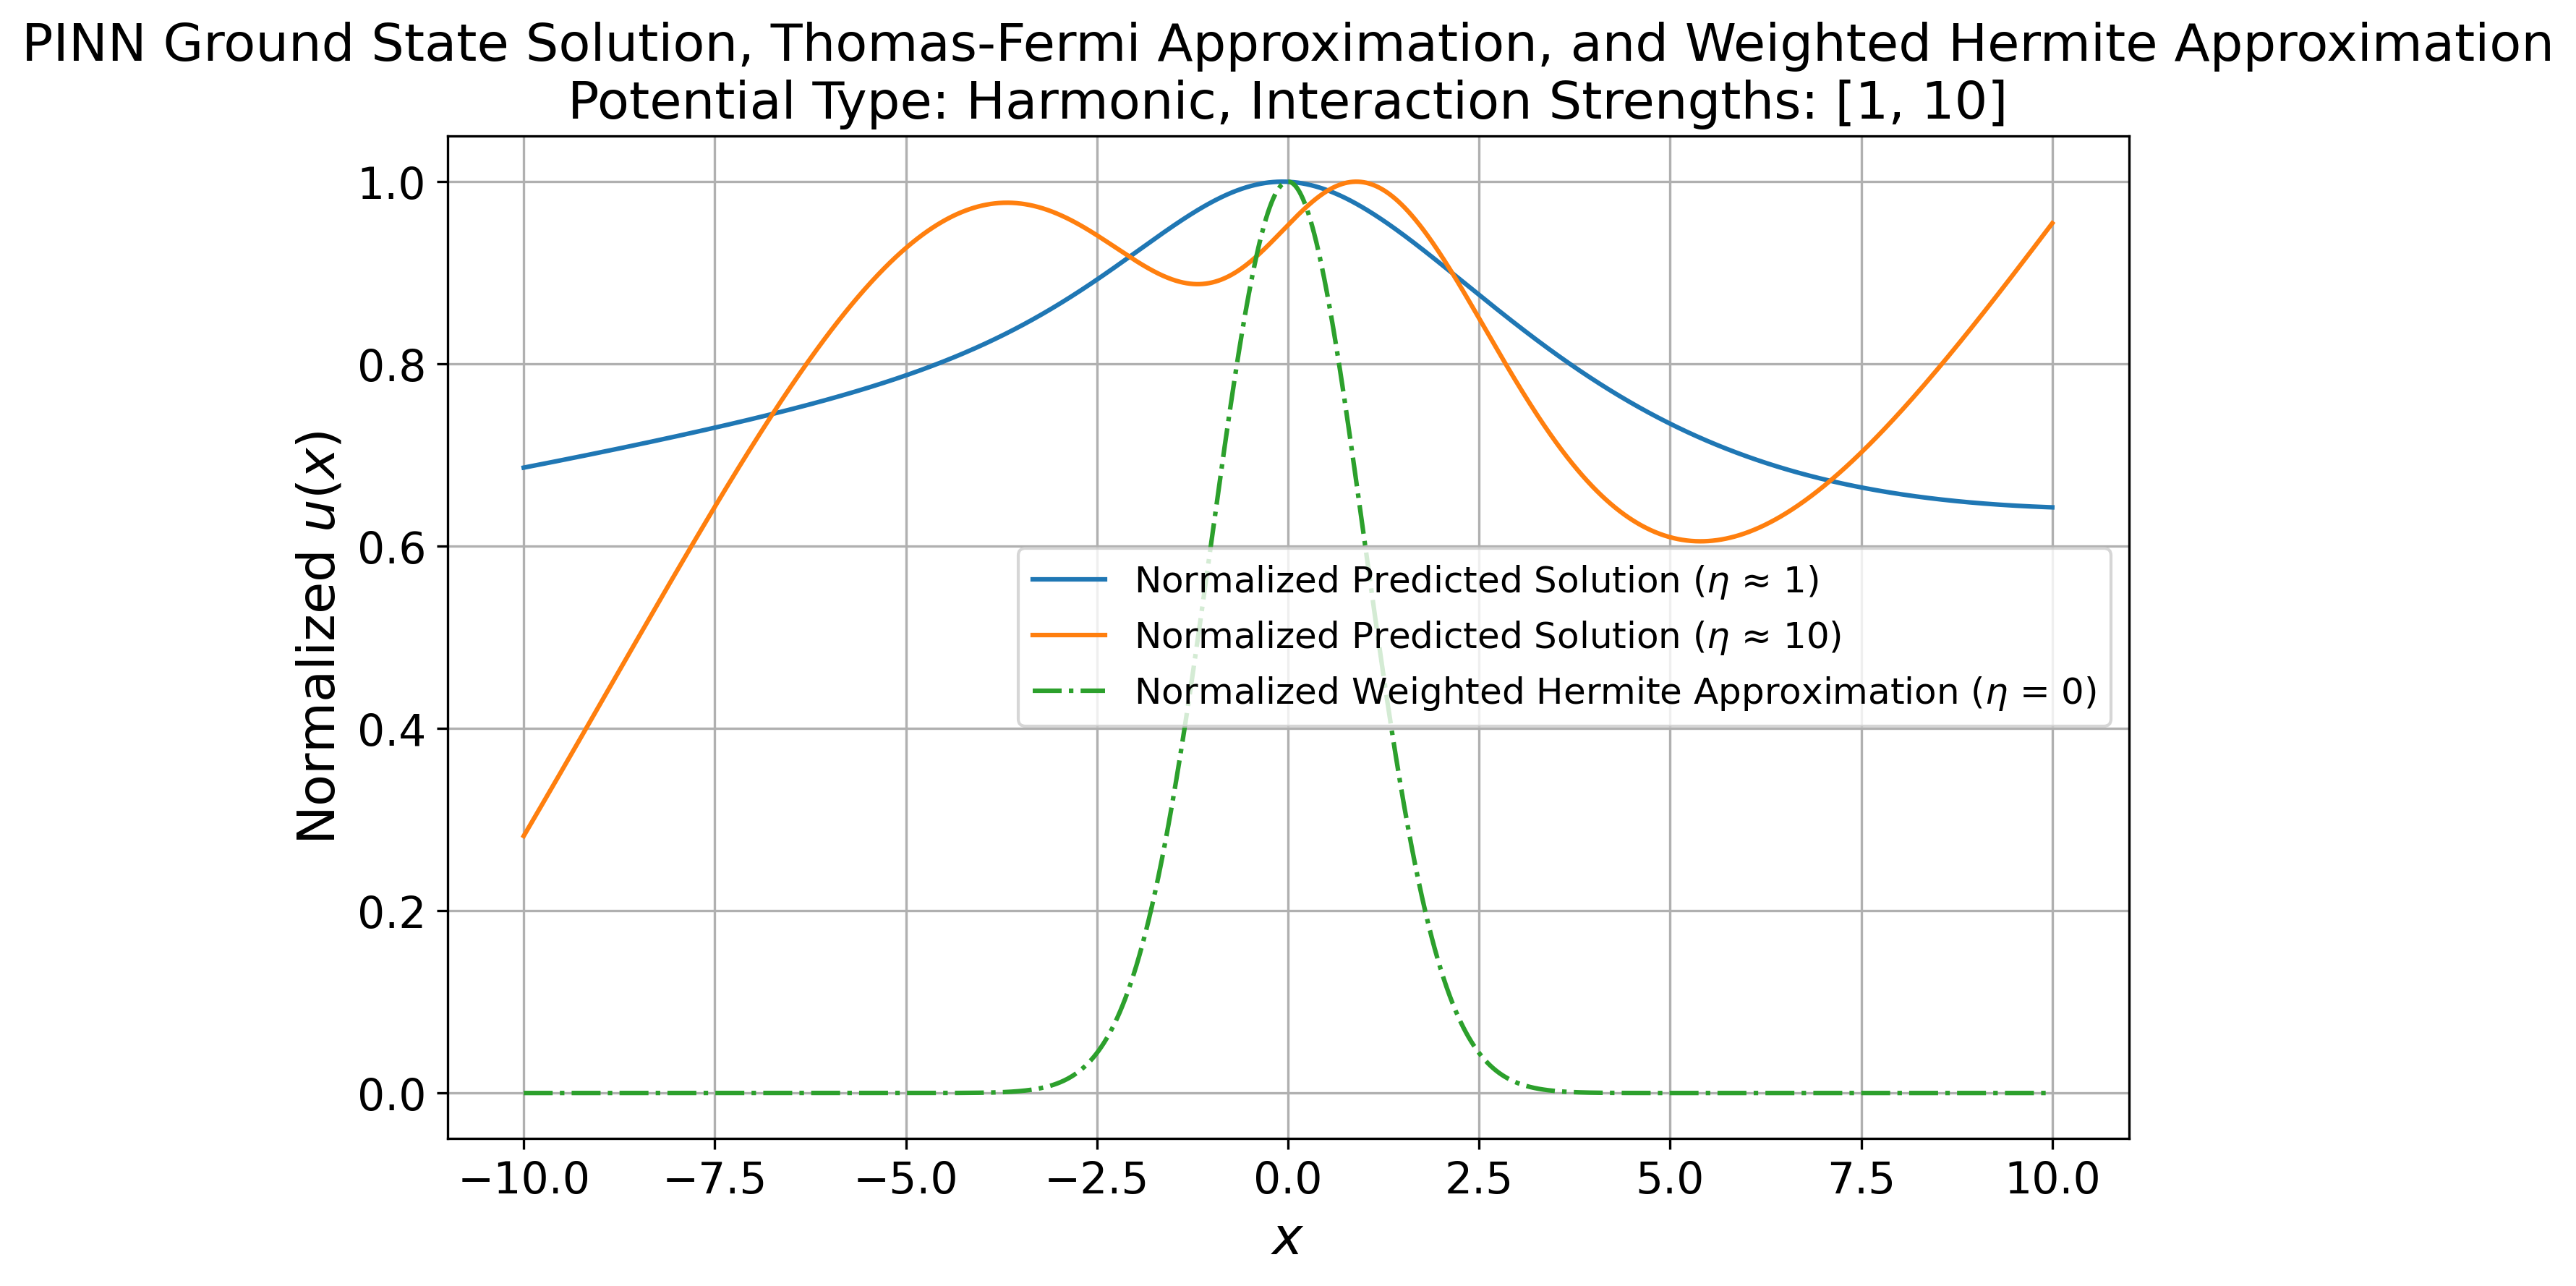 PINN Ground State Solution, Thomas-Fermi Approximation, and Weighted Hermite Approximation
Potential Type: Harmonic, Interaction Strengths: [1, 10]
1.0
0.8
0.6
0.4
0.2
0.0
Normalized u(x)
Normalized Predicted Solution (η ≈ 1)
Normalized Predicted Solution (η ≈ 10)
Normalized Weighted Hermite Approximation (η = 0)
−10.0 −7.5 −5.0 −2.5 0.0 2.5 5.0 7.5 10.0
x